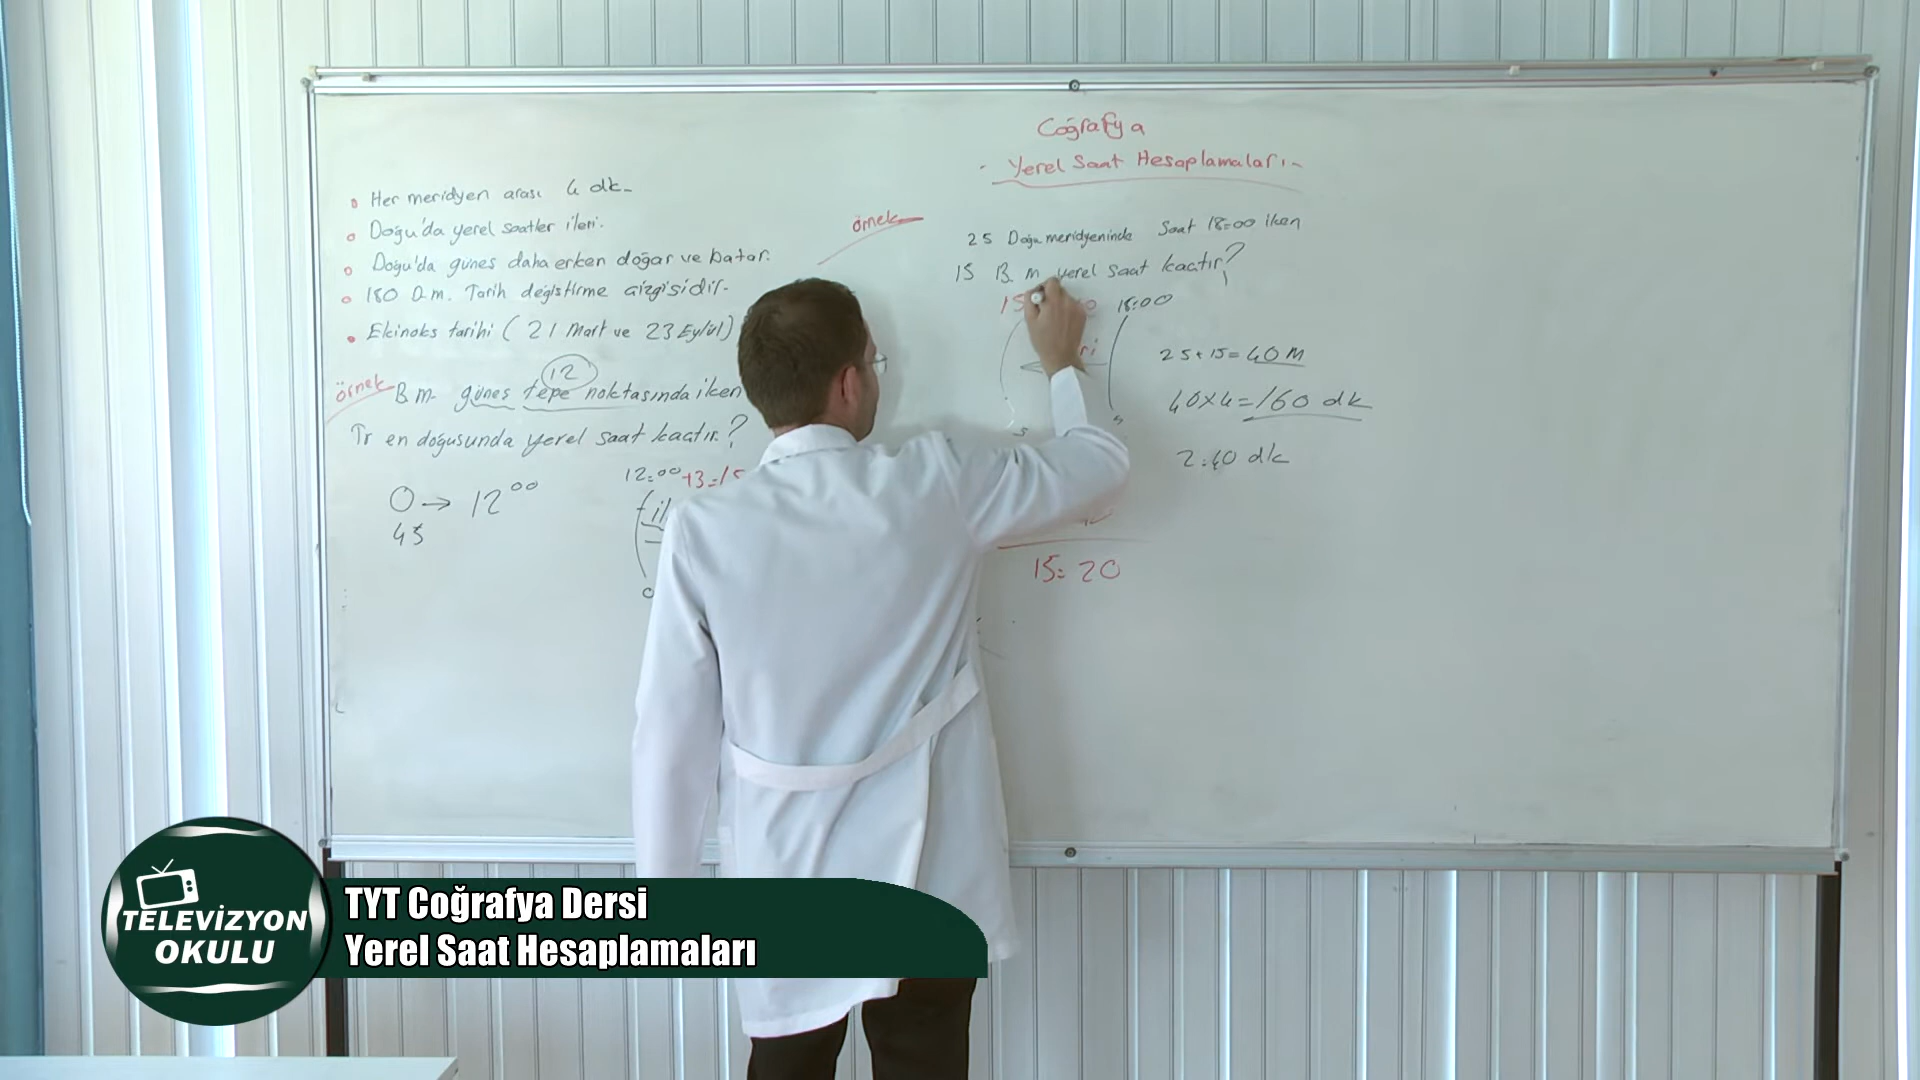 Coğrafya
- Yerel Saat Hesaplamaları -
• Her meridyen arası 4 dk.
• Doğu'da yerel saatler ileri.
• Doğu'da güneş daha erken doğar ve batar.
• 180 D.m. Tarih değiştirme çizgisidir.
• Ekinoks tarihi (21 Mart ve 23 Eylül)
örnek
12
B m güneş tepe noktasında iken
Tr en doğusunda yerel saat kaçtır?
0 → 12 00
45
12:00 +3=15
örnek
25 Doğu meridyeninde Saat 18:00 iken
15 B. m yerel saat kaçtır?
18:00
25+15=40 M
40x4=160 dk
2:40 dk
15:20
TELEVİZYON
OKULU
TYT Coğrafya Dersi
Yerel Saat Hesaplamaları